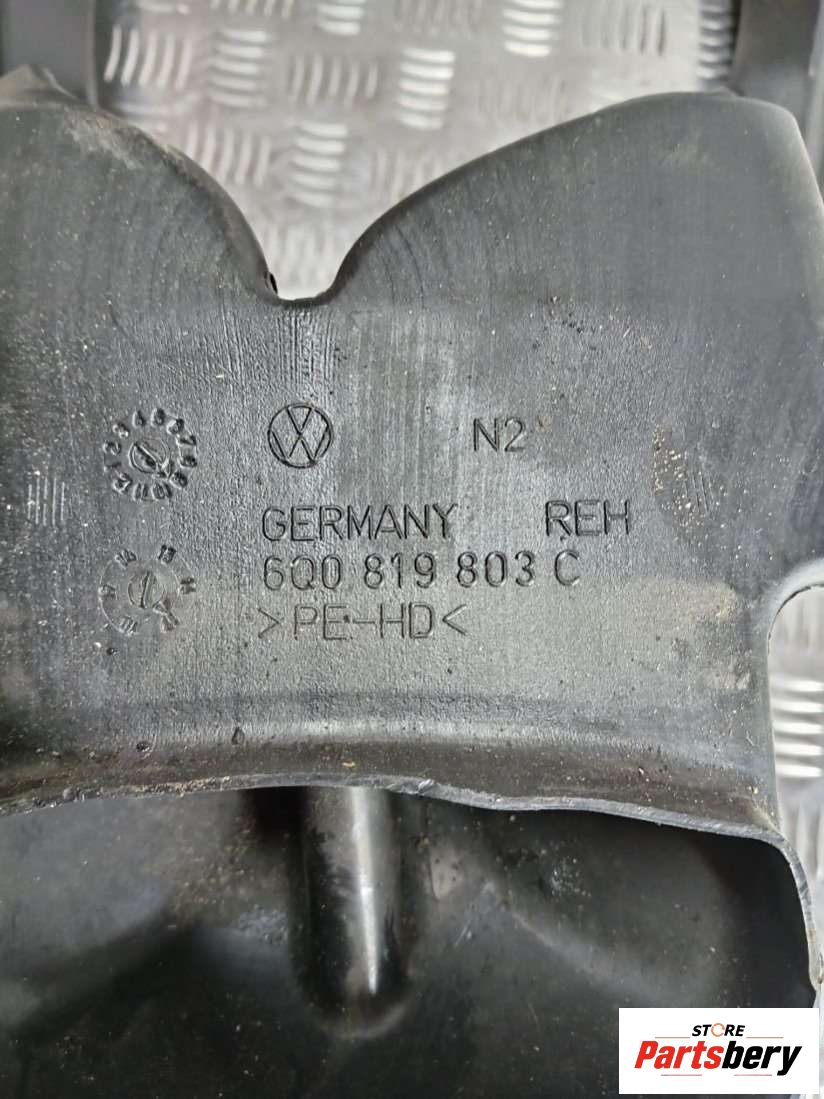 N2
GERMANY REH
6Q0 819 803 C
>PE-HD<
STORE
Partsbery